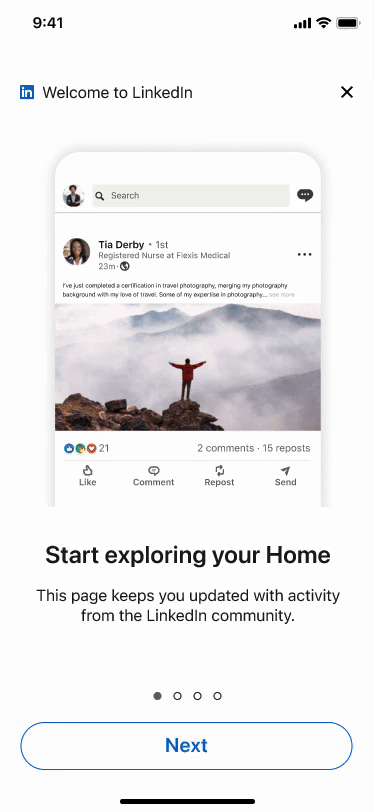 9:41
in Welcome to LinkedIn
Search
Tia Derby • 1st
Registered Nurse at Flexis Medical
23m •
I've just completed a certification in travel photography, merging my photography
background with my love of travel. Some of my expertise in photography... see more
21
2 comments · 15 reposts
Like
Comment
Repost
Send
Start exploring your Home
This page keeps you updated with activity
from the LinkedIn community.
Next